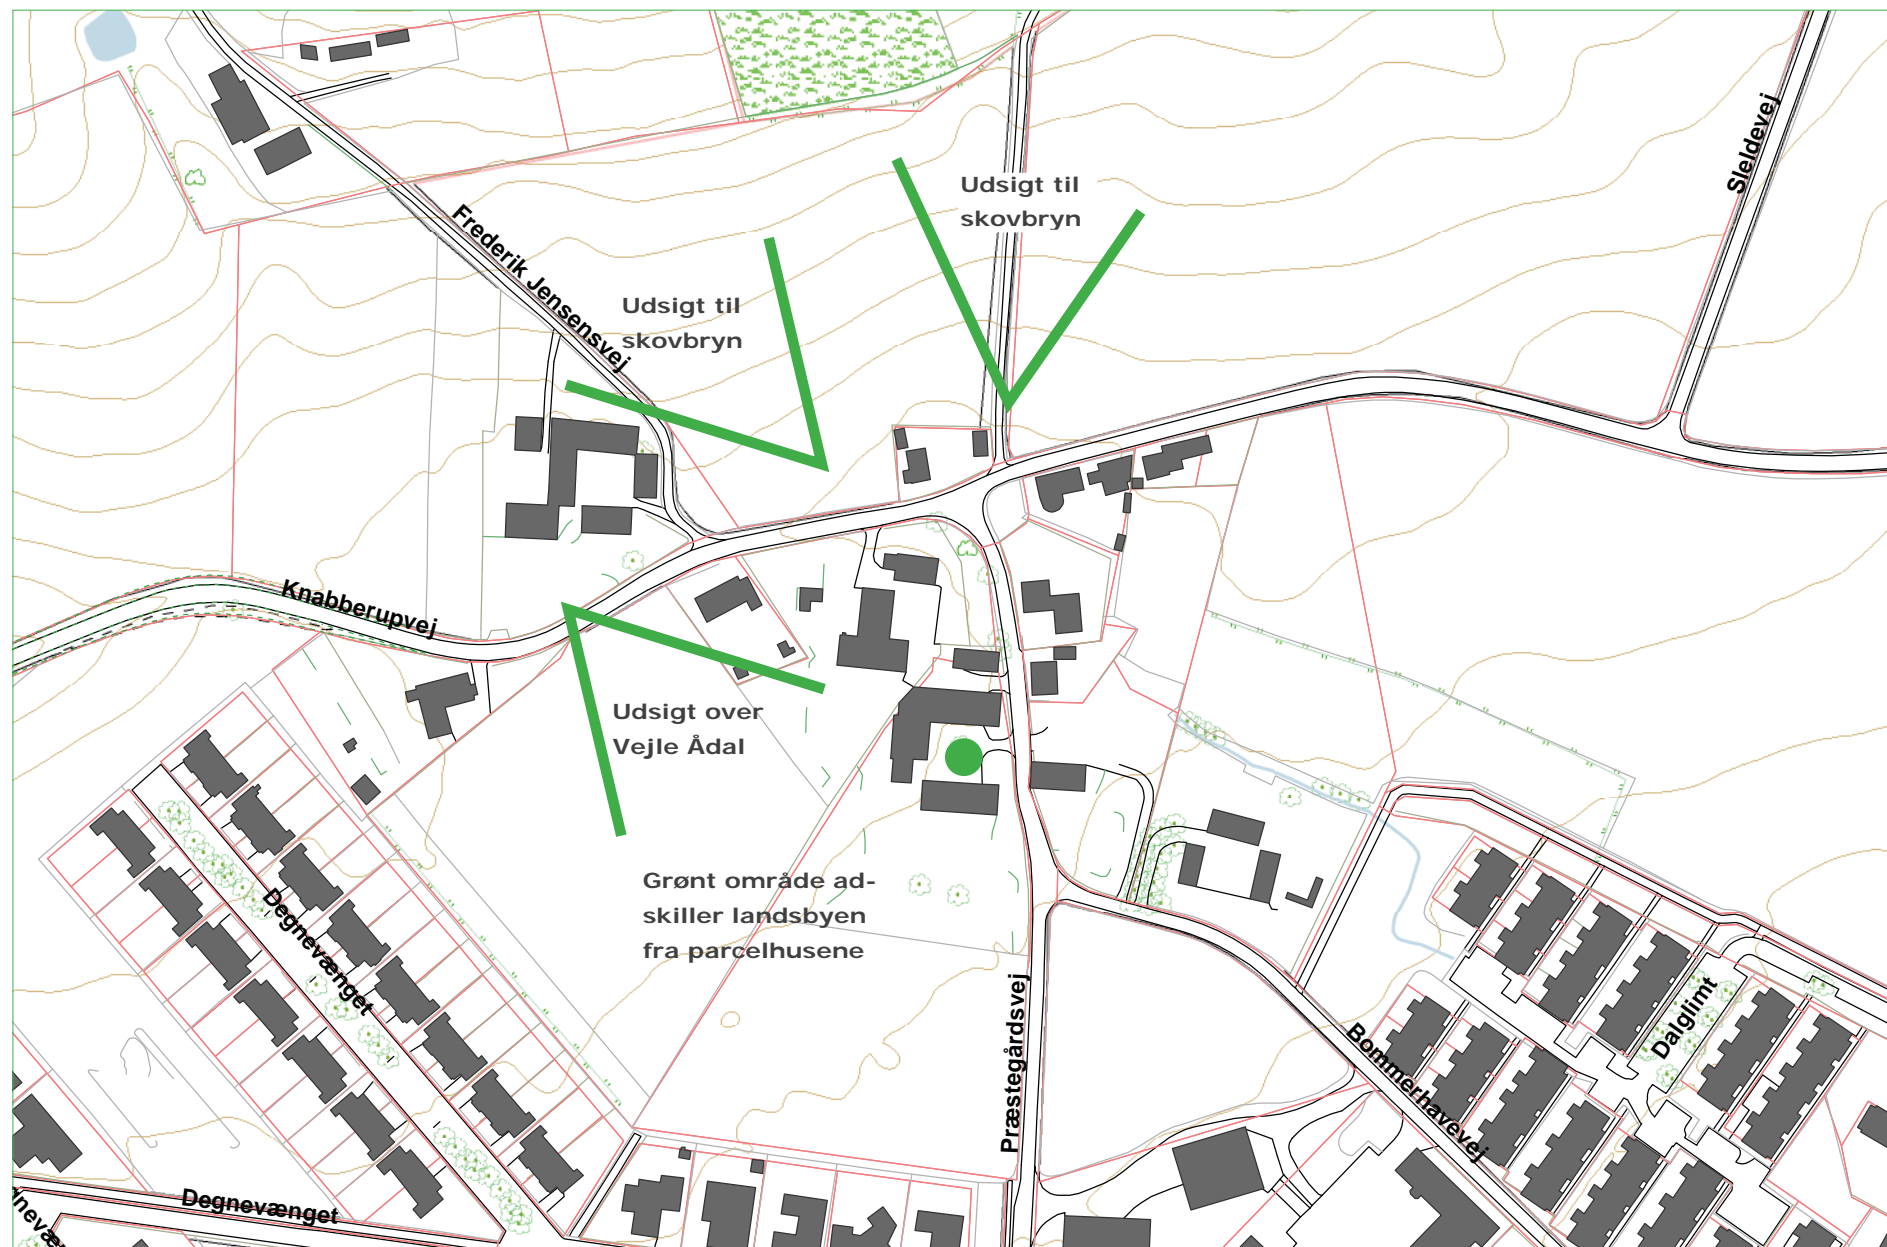 Sleldevej
Udsigt til
skovbryn
Frederik Jensensvej
Udsigt til
skovbryn
Knabberupvej
Udsigt over
Vejle Ådal
Grønt område ad-
skiller landsbyen
fra parcelhusene
Degnevænget
Præstegårdsvej
Dalglimt
Bommerhavevej
Degnevænget